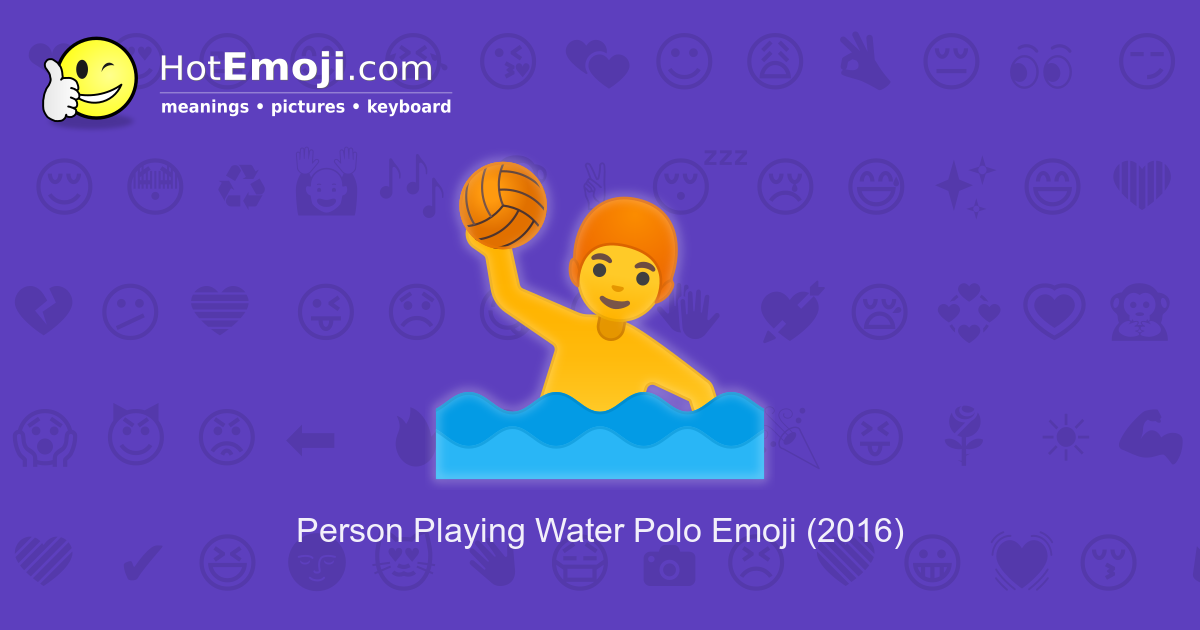 HotEmoji.com
meanings • pictures • keyboard
zzz
Person Playing Water Polo Emoji (2016)